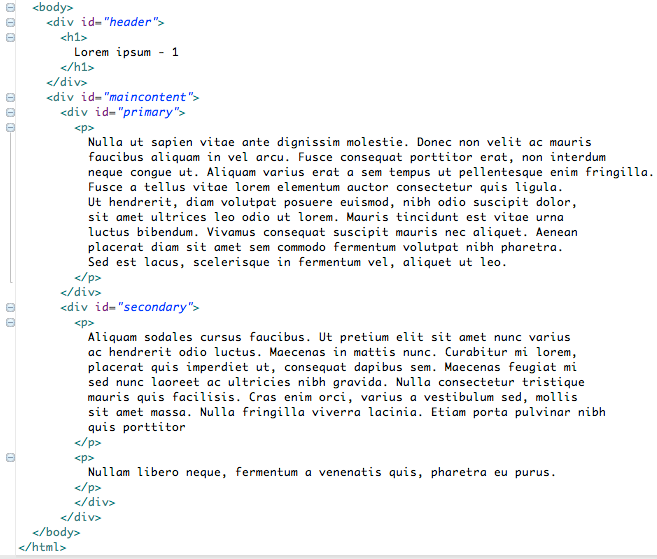 <body>
<div id="header">
<h1>
Lorem ipsum - 1
</h1>
</div>
<div id="maincontent">
<div id="primary">
<p>
Nulla ut sapien vitae ante dignissim molestie. Donec non velit ac mauris
faucibus aliquam in vel arcu. Fusce consequat porttitor erat, non interdum
neque congue ut. Aliquam varius erat a sem tempus ut pellentesque enim fringilla.
Fusce a tellus vitae lorem elementum auctor consectetur quis ligula.
Ut hendrerit, diam volutpat posuere euismod, nibh odio suscipit dolor,
sit amet ultrices leo odio ut lorem. Mauris tincidunt est vitae urna
luctus bibendum. Vivamus consequat suscipit mauris nec aliquet. Aenean
placerat diam sit amet sem commodo fermentum volutpat nibh pharetra.
Sed est lacus, scelerisque in fermentum vel, aliquet ut leo.
</p>
</div>
<div id="secondary">
<p>
Aliquam sodales cursus faucibus. Ut pretium elit sit amet nunc varius
ac hendrerit odio luctus. Maecenas in mattis nunc. Curabitur mi lorem,
placerat quis imperdiet ut, consequat dapibus sem. Maecenas feugiat mi
sed nunc laoreet ac ultricies nibh gravida. Nulla consectetur tristique
mauris quis facilisis. Cras enim orci, varius a vestibulum sed, mollis
sit amet massa. Nulla fringilla viverra lacinia. Etiam porta pulvinar nibh
quis porttitor
</p>
<p>
Nullam libero neque, fermentum a venenatis quis, pharetra eu purus.
</p>
</div>
</div>
</body>
</html>